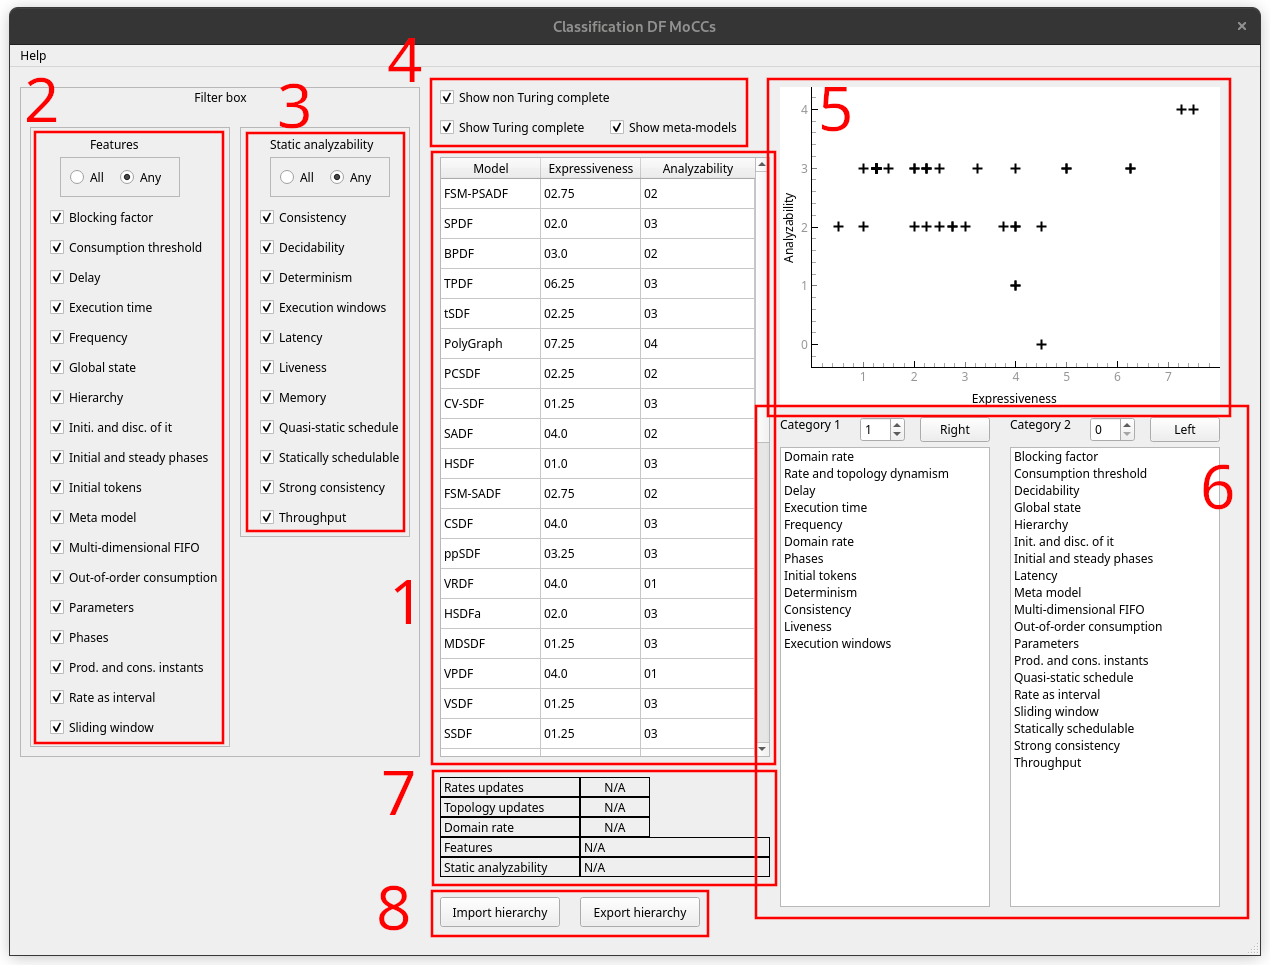 Classification DF MoCCs
×
Help
2
Filter box
3
Features
All Any
Blocking factor
Consumption threshold
Delay
Execution time
Frequency
Global state
Hierarchy
Initi. and disc. of it
Initial and steady phases
Initial tokens
Meta model
Multi-dimensional FIFO
Out-of-order consumption
Parameters
Phases
Prod. and cons. instants
Rate as interval
Sliding window
Static analyzability
All Any
Consistency
Decidability
Determinism
Execution windows
Latency
Liveness
Memory
Quasi-static schedule
Statically schedulable
Strong consistency
Throughput
4
Show non Turing complete
Show Turing complete Show meta-models
1
Model Expressiveness Analyzability
FSM-PSADF 02.75 02
SPDF 02.0 03
BPDF 03.0 02
TPDF 06.25 03
tSDF 02.25 03
PolyGraph 07.25 04
PCSDF 02.25 02
CV-SDF 01.25 03
SADF 04.0 02
HSDF 01.0 03
FSM-SADF 02.75 02
CSDF 04.0 03
ppSDF 03.25 03
VRDF 04.0 01
HSDFa 02.0 03
MDSDF 01.25 03
VPDF 04.0 01
VSDF 01.25 03
SSDF 01.25 03
5
Analyzability
4
3
2
1
0
1 2 3 4 5 6 7
Expressiveness
6
Category 1 1 Right
Domain rate
Rate and topology dynamism
Delay
Execution time
Frequency
Domain rate
Phases
Initial tokens
Determinism
Consistency
Liveness
Execution windows
Category 2 0 Left
Blocking factor
Consumption threshold
Decidability
Global state
Hierarchy
Init. and disc. of it
Initial and steady phases
Latency
Meta model
Multi-dimensional FIFO
Out-of-order consumption
Parameters
Prod. and cons. instants
Quasi-static schedule
Rate as interval
Sliding window
Statically schedulable
Strong consistency
Throughput
7
Rates updates N/A
Topology updates N/A
Domain rate N/A
Features N/A
Static analyzability N/A
8
Import hierarchy Export hierarchy